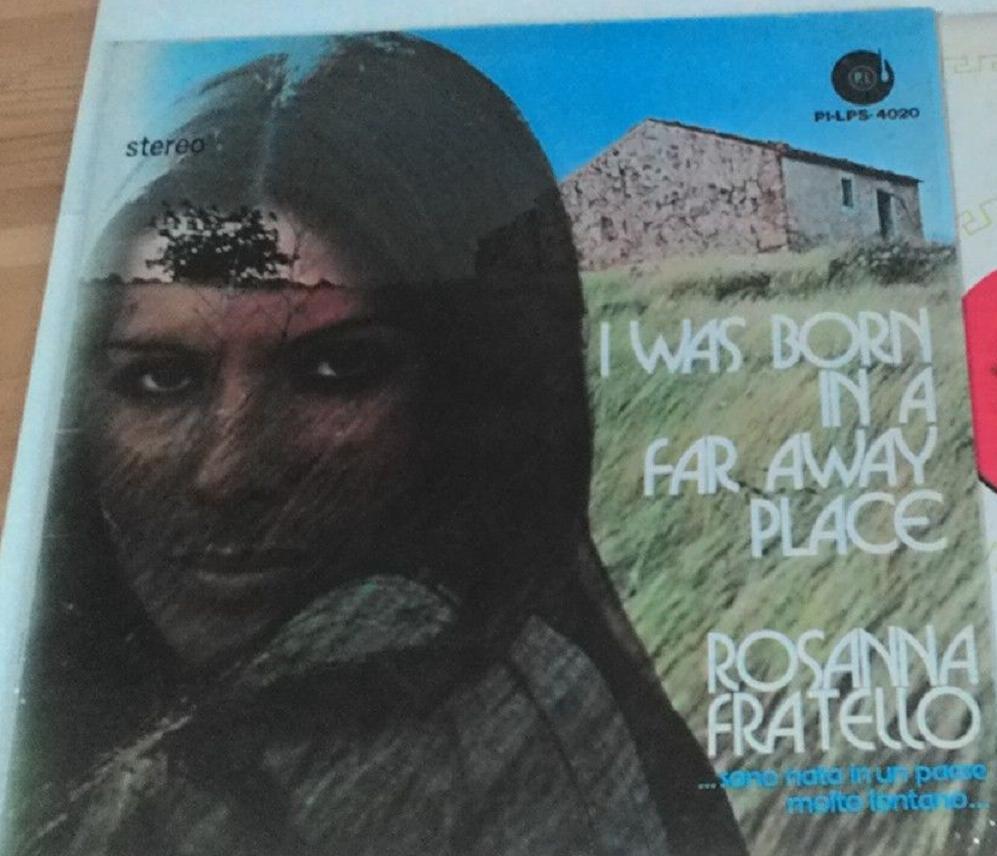 P.I.
PI-LPS-4020
stereo
I WAS BORN
IN A
FAR AWAY
PLACE
ROSANNA
FRATELLO
...sono nata in un paese
molto lontano...